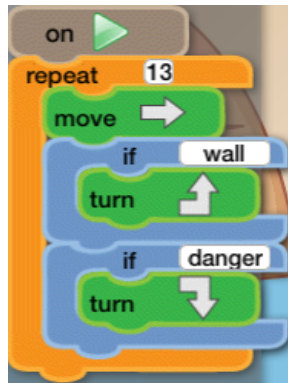 on
repeat 13
move
if wall
turn
if danger
turn